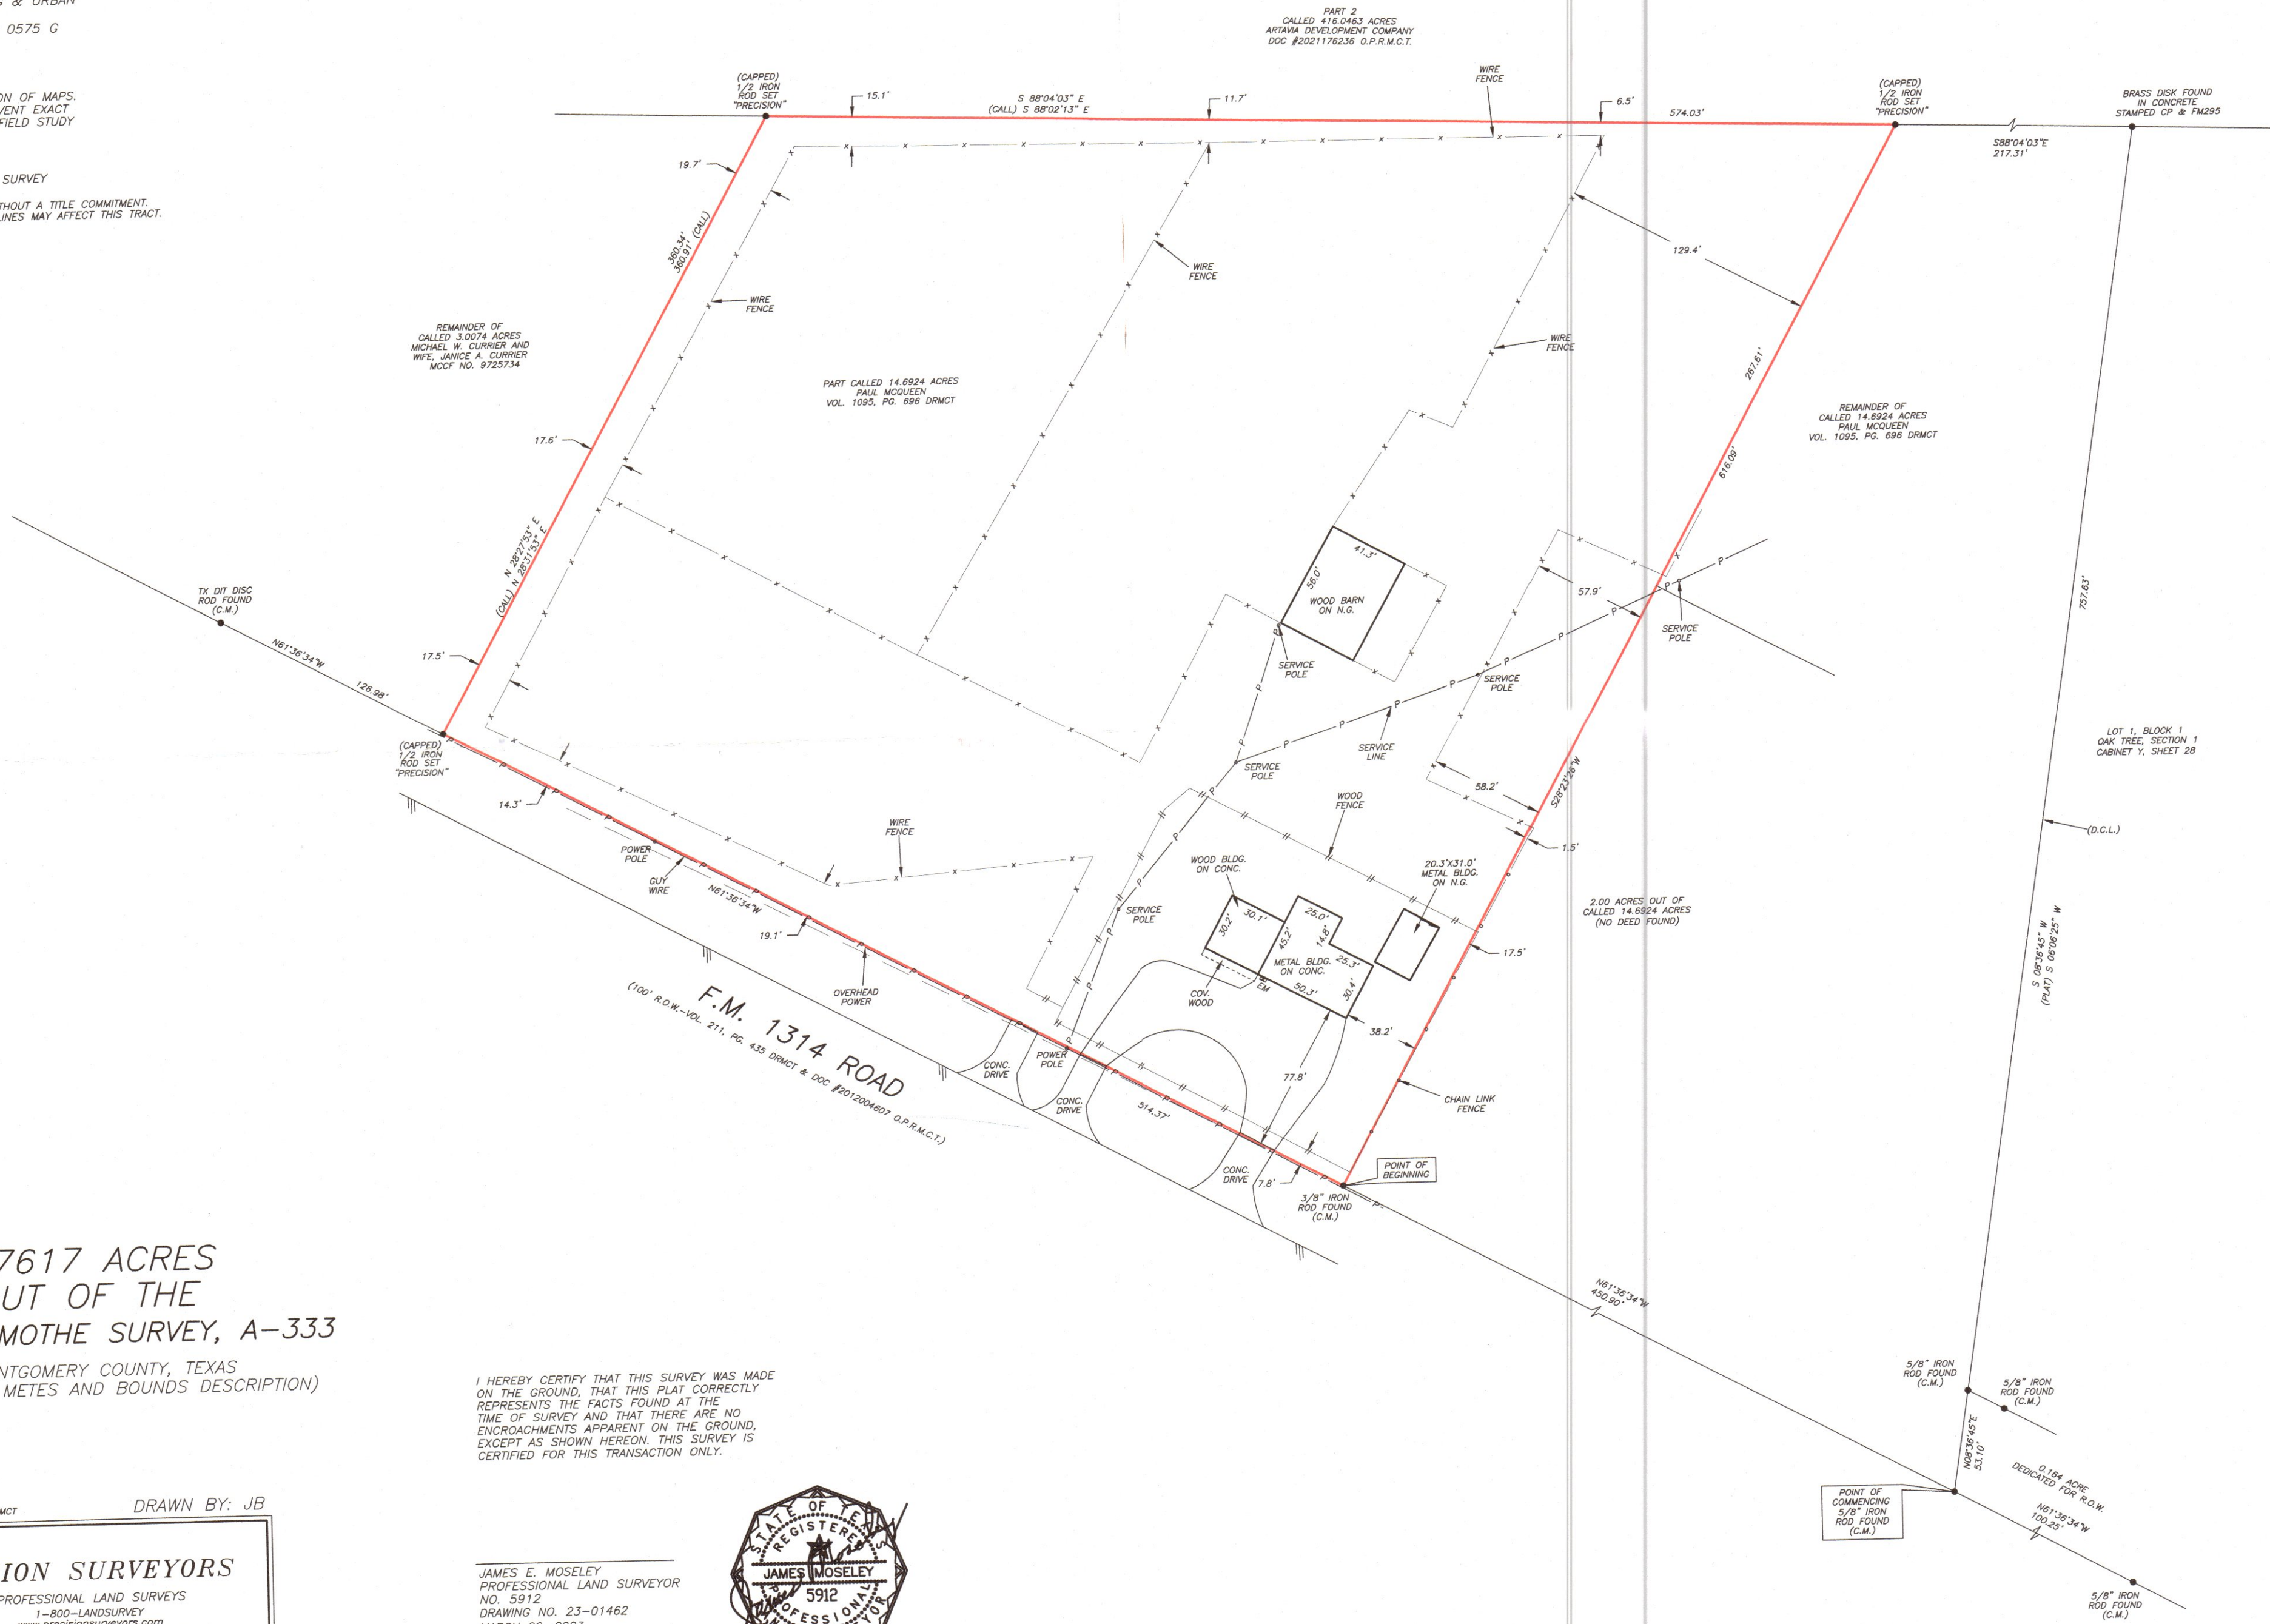 & URBAN
0575 G
ON OF MAPS.
VENT EXACT
FIELD STUDY
SURVEY
THOUT A TITLE COMMITMENT.
LINES MAY AFFECT THIS TRACT.
PART 2
CALLED 416.0463 ACRES
ARTAVIA DEVELOPMENT COMPANY
DOC #2021176236 O.P.R.M.C.T.
(CAPPED)
1/2 IRON
ROD SET
"PRECISION"
15.1'
S 88°04'03" E
(CALL) S 88°02'13" E
11.7'
WIRE
FENCE
6.5'
574.03'
(CAPPED)
1/2 IRON
ROD SET
"PRECISION"
BRASS DISK FOUND
IN CONCRETE
STAMPED CP & FM295
S88°04'03"E
217.31'
19.7'
360.34'
360.91' (CALL)
WIRE
FENCE
WIRE
FENCE
129.4'
WIRE
FENCE
267.61'
REMAINDER OF
CALLED 3.0074 ACRES
MICHAEL W. CURRIER AND
WIFE, JANICE A. CURRIER
MCCF NO. 9725734
PART CALLED 14.6924 ACRES
PAUL MCQUEEN
VOL. 1095, PG. 696 DRMCT
REMAINDER OF
CALLED 14.6924 ACRES
PAUL MCQUEEN
VOL. 1095, PG. 696 DRMCT
17.6'
616.09'
N 28°27'53" E
(CALL) N 28°31'53" E
41.3'
56.0'
WOOD BARN
ON N.G.
57.9'
SERVICE
POLE
757.63'
TX DIT DISC
ROD FOUND
(C.M.)
N61°36'34"W
126.98'
17.5'
SERVICE
POLE
SERVICE
POLE
(CAPPED)
1/2 IRON
ROD SET
"PRECISION"
SERVICE
LINE
SERVICE
POLE
LOT 1, BLOCK 1
OAK TREE, SECTION 1
CABINET Y, SHEET 28
14.3'
WOOD
FENCE
58.2'
S28°23'26"W
WIRE
FENCE
POWER
POLE
GUY
WIRE
N61°36'34"W
1.5'
(D.C.L.)
WOOD BLDG.
ON CONC.
20.3'X31.0'
METAL BLDG.
ON N.G.
30.2'
30.1'
25.0'
45.2'
14.8'
SERVICE
POLE
2.00 ACRES OUT OF
CALLED 14.6924 ACRES
(NO DEED FOUND)
19.1'
17.5'
METAL BLDG.
ON CONC.
25.3'
50.3'
30.4'
EM
COV.
WOOD
OVERHEAD
POWER
S 08°36'45" W
(PLAT) S 06°06'25" W
F.M. 1314 ROAD
(100' R.O.W.-VOL. 211, PG. 435 DRMCT & DOC #2012004607 O.P.R.M.C.T.)
38.2'
CONC.
DRIVE
POWER
POLE
77.8'
CONC.
DRIVE
514.37'
CHAIN LINK
FENCE
CONC.
DRIVE
7.8'
POINT OF
BEGINNING
3/8" IRON
ROD FOUND
(C.M.)
N61°36'34"W
450.90'
7617 ACRES
UT OF THE
MOTHE SURVEY, A-333
NTGOMERY COUNTY, TEXAS
METES AND BOUNDS DESCRIPTION)
I HEREBY CERTIFY THAT THIS SURVEY WAS MADE
ON THE GROUND, THAT THIS PLAT CORRECTLY
REPRESENTS THE FACTS FOUND AT THE
TIME OF SURVEY AND THAT THERE ARE NO
ENCROACHMENTS APPARENT ON THE GROUND,
EXCEPT AS SHOWN HEREON. THIS SURVEY IS
CERTIFIED FOR THIS TRANSACTION ONLY.
5/8" IRON
ROD FOUND
(C.M.)
5/8" IRON
ROD FOUND
(C.M.)
N08°36'45"E
53.10'
0.164 ACRE
DEDICATED FOR R.O.W.
POINT OF
COMMENCING
5/8" IRON
ROD FOUND
(C.M.)
N61°36'34"W
100.25'
5/8" IRON
ROD FOUND
(C.M.)
MCT
DRAWN BY: JB
ION SURVEYORS
PROFESSIONAL LAND SURVEYS
1-800-LANDSURVEY
www.precisionsurveyors.com
JAMES E. MOSELEY
PROFESSIONAL LAND SURVEYOR
NO. 5912
DRAWING NO. 23-01462
STATE OF TEXAS
REGISTERED
JAMES MOSELEY
5912
PROFESSIONAL